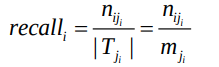 recall_i = n_{ij_i} / | T_{j_i} | = n_{ij_i} / m_{j_i}